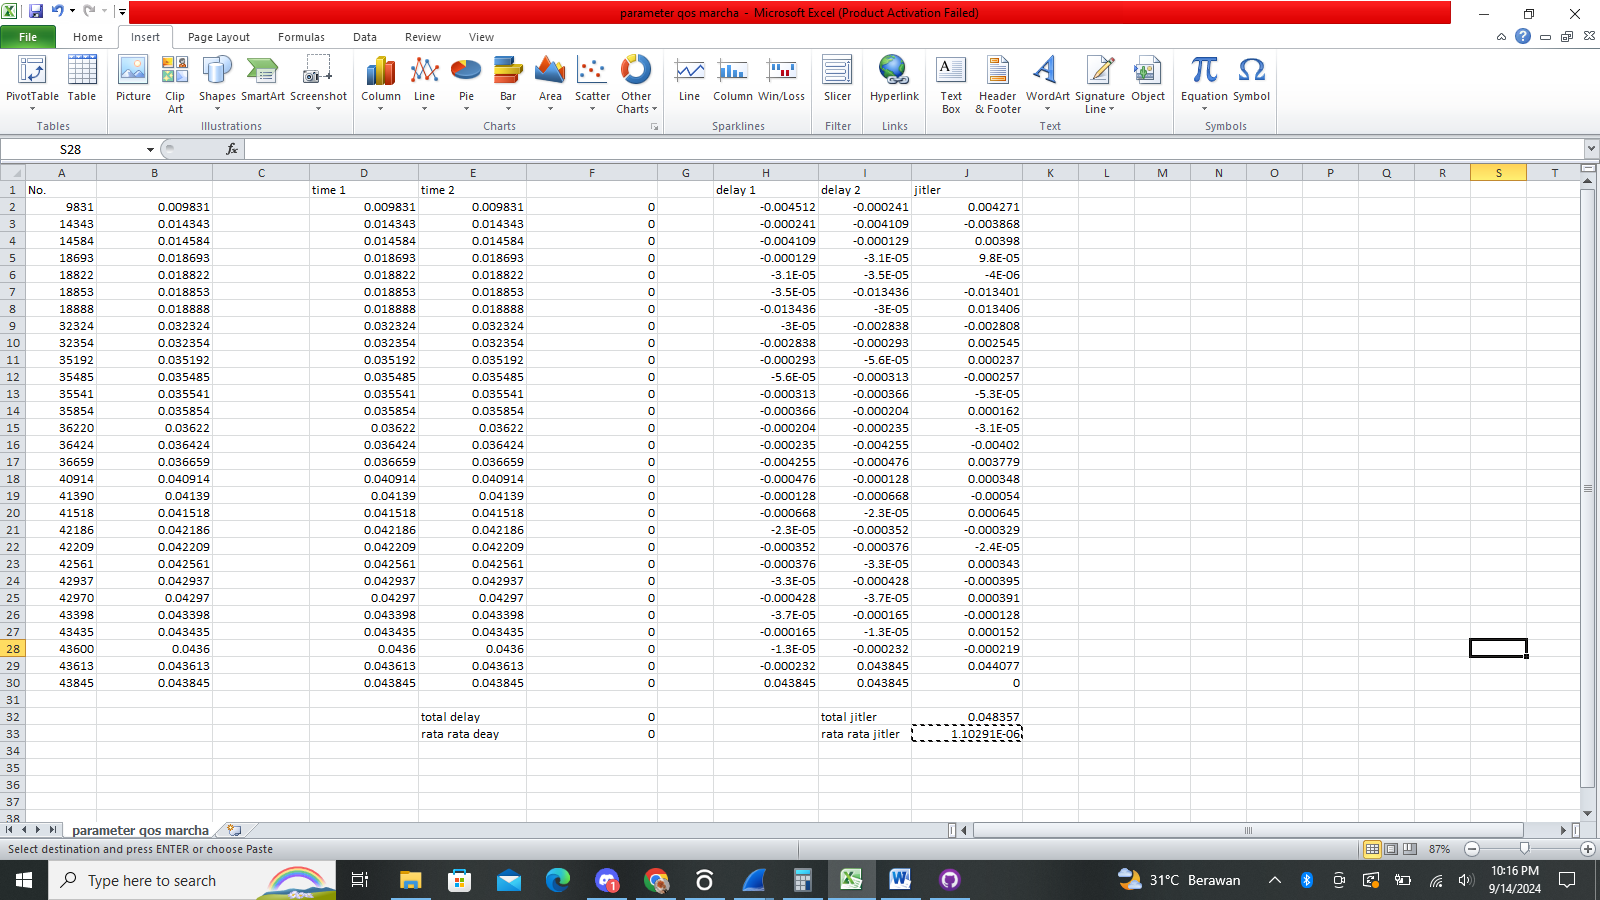 parameter qos marcha - Microsoft Excel (Product Activation Failed)
File Home Insert Page Layout Formulas Data Review View
PivotTable Table Picture Clip Art Shapes SmartArt Screenshot Column Line Pie Bar Area Scatter Other Charts Line Column Win/Loss Slicer Hyperlink Text Box Header & Footer WordArt Signature Line Object Equation Symbol
Tables Illustrations Charts Sparklines Filter Links Text Symbols
S28 fx
A B C D E F G H I J K L M N O P Q R S T
1 No. time 1 time 2 delay 1 delay 2 jitler
2 9831 0.009831 0.009831 0.009831 0 -0.004512 -0.000241 0.004271
3 14343 0.014343 0.014343 0.014343 0 -0.000241 -0.004109 -0.003868
4 14584 0.014584 0.014584 0.014584 0 -0.004109 -0.000129 0.00398
5 18693 0.018693 0.018693 0.018693 0 -0.000129 -3.1E-05 9.8E-05
6 18822 0.018822 0.018822 0.018822 0 -3.1E-05 -3.5E-05 -4E-06
7 18853 0.018853 0.018853 0.018853 0 -3.5E-05 -0.013436 -0.013401
8 18888 0.018888 0.018888 0.018888 0 -0.013436 -3E-05 0.013406
9 32324 0.032324 0.032324 0.032324 0 -3E-05 -0.002838 -0.002808
10 32354 0.032354 0.032354 0.032354 0 -0.002838 -0.000293 0.002545
11 35192 0.035192 0.035192 0.035192 0 -0.000293 -5.6E-05 0.000237
12 35485 0.035485 0.035485 0.035485 0 -5.6E-05 -0.000313 -0.000257
13 35541 0.035541 0.035541 0.035541 0 -0.000313 -0.000366 -5.3E-05
14 35854 0.035854 0.035854 0.035854 0 -0.000366 -0.000204 0.000162
15 36220 0.03622 0.03622 0.03622 0 -0.000204 -0.000235 -3.1E-05
16 36424 0.036424 0.036424 0.036424 0 -0.000235 -0.004255 -0.00402
17 36659 0.036659 0.036659 0.036659 0 -0.004255 -0.000476 0.003779
18 40914 0.040914 0.040914 0.040914 0 -0.000476 -0.000128 0.000348
19 41390 0.04139 0.04139 0.04139 0 -0.000128 -0.000668 -0.00054
20 41518 0.041518 0.041518 0.041518 0 -0.000668 -2.3E-05 0.000645
21 42186 0.042186 0.042186 0.042186 0 -2.3E-05 -0.000352 -0.000329
22 42209 0.042209 0.042209 0.042209 0 -0.000352 -0.000376 -2.4E-05
23 42561 0.042561 0.042561 0.042561 0 -0.000376 -3.3E-05 0.000343
24 42937 0.042937 0.042937 0.042937 0 -3.3E-05 -0.000428 -0.000395
25 42970 0.04297 0.04297 0.04297 0 -0.000428 -3.7E-05 0.000391
26 43398 0.043398 0.043398 0.043398 0 -3.7E-05 -0.000165 -0.000128
27 43435 0.043435 0.043435 0.043435 0 -0.000165 -1.3E-05 0.000152
28 43600 0.0436 0.0436 0.0436 0 -1.3E-05 -0.000232 -0.000219
29 43613 0.043613 0.043613 0.043613 0 -0.000232 0.043845 0.044077
30 43845 0.043845 0.043845 0.043845 0 0.043845 0.043845 0
31
32 total delay 0 total jitler 0.048357
33 rata rata deay 0 rata rata jitler 1.10291E-06
34
35
36
37
38
parameter qos marcha
Select destination and press ENTER or choose Paste 87%
Type here to search 1 31°C Berawan 10:16 PM
9/14/2024